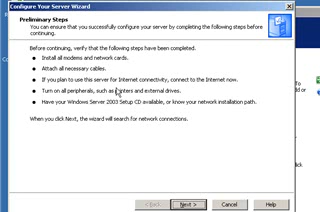 Configure Your Server Wizard
Preliminary Steps
You can ensure that you successfully configure your server by completing the following steps before
continuing.
Before continuing, verify that the following steps have been completed.
Install all modems and network cards.
Attach all necessary cables.
If you plan to use this server for Internet connectivity, connect to the Internet now.
Turn on all peripherals, such as printers and external drives.
Have your Windows Server 2003 Setup CD available, or know your network installation path.
When you click Next, the wizard will search for network connections.
< Back
Next >
Cancel
Help